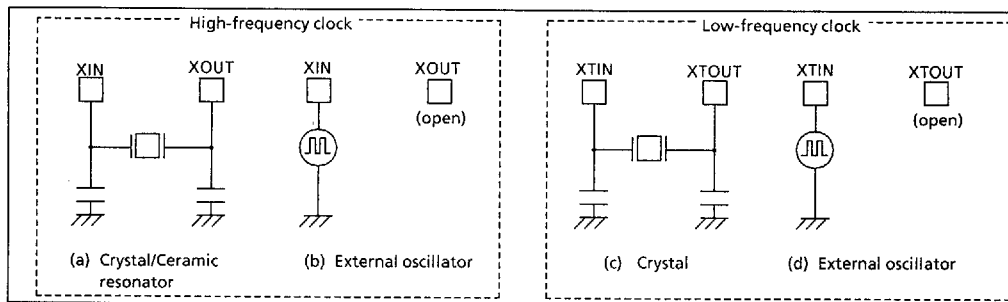 High-frequency clock
Low-frequency clock
XIN XOUT XIN XOUT
(open)
XTIN XTOUT XTIN XTOUT
(open)
(a) Crystal/Ceramic resonator
(b) External oscillator
(c) Crystal
(d) External oscillator